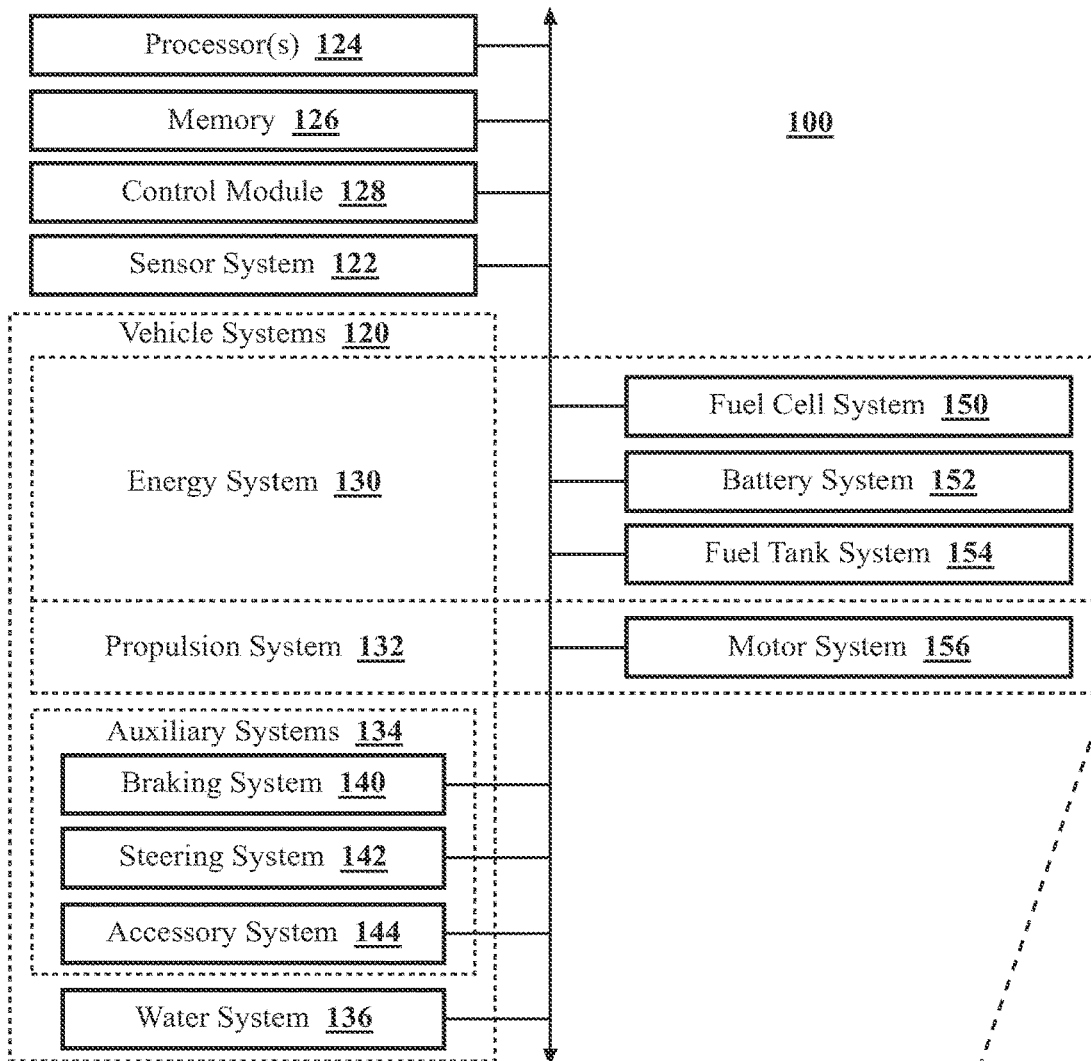 Processor(s) 124
Memory 126
100
Control Module 128
Sensor System 122
Vehicle Systems 120
Fuel Cell System 150
Energy System 130
Battery System 152
Fuel Tank System 154
Propulsion System 132
Motor System 156
Auxiliary Systems 134
Braking System 140
Steering System 142
Accessory System 144
Water System 136